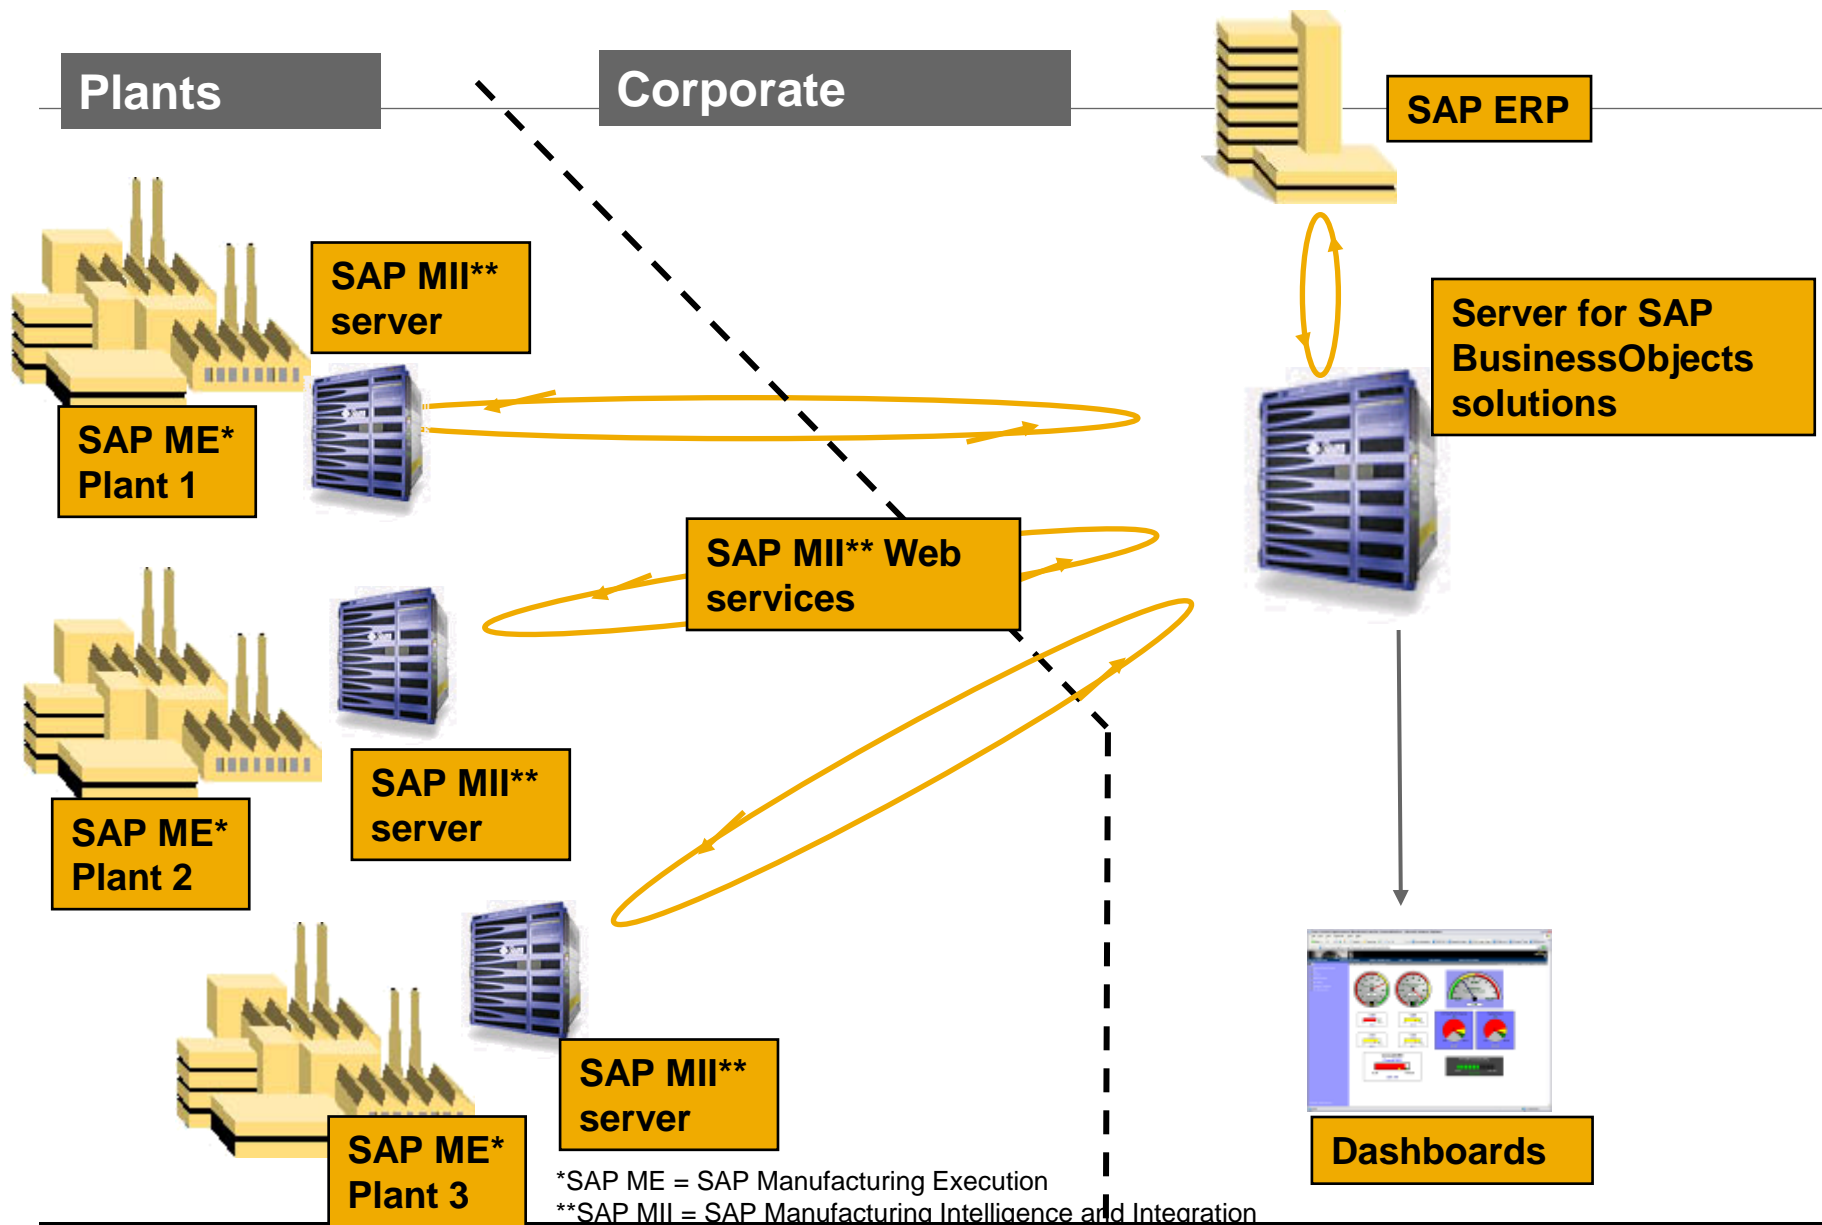 Plants
Corporate
SAP ERP
SAP MII**
server
Server for SAP
BusinessObjects
solutions
SAP ME*
Plant 1
SAP MII** Web
services
SAP MII**
server
SAP ME*
Plant 2
SAP MII**
server
SAP ME*
Plant 3
Dashboards
*SAP ME = SAP Manufacturing Execution
**SAP MII = SAP Manufacturing Intelligence and Integration